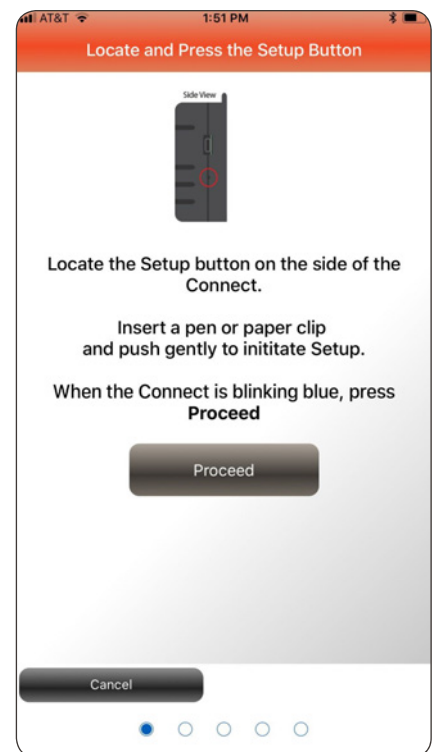 AT&T 1:51 PM
Locate and Press the Setup Button
Side View
Locate the Setup button on the side of the
Connect.
Insert a pen or paper clip
and push gently to inititate Setup.
When the Connect is blinking blue, press
Proceed
Proceed
Cancel